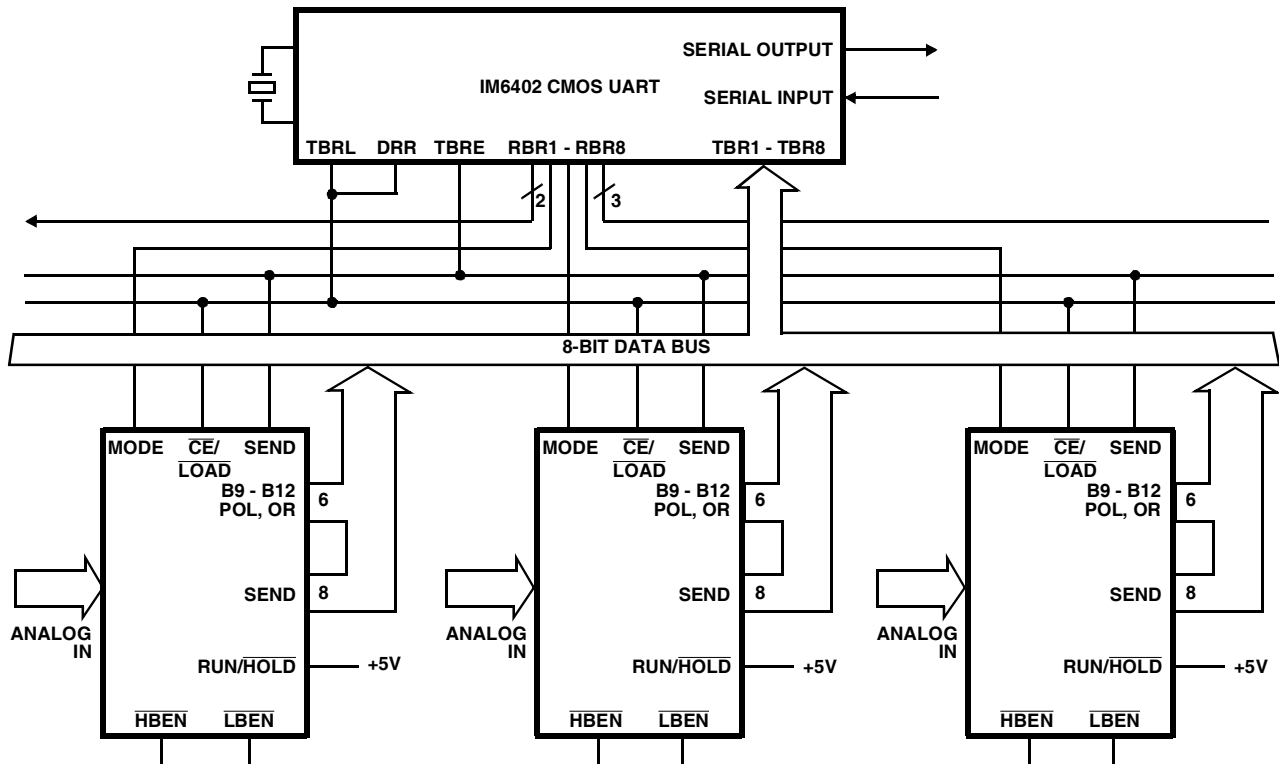 SERIAL OUTPUT
IM6402 CMOS UART
SERIAL INPUT
TBRL DRR TBRE RBR1 - RBR8 TBR1 - TBR8
2 3
8-BIT DATA BUS
MODE CE/ SEND
LOAD
B9 - B12
POL, OR
6
SEND
8
ANALOG
IN
RUN/HOLD
+5V
HBEN LBEN
MODE CE/ SEND
LOAD
B9 - B12
POL, OR
6
SEND
8
ANALOG
IN
RUN/HOLD
+5V
HBEN LBEN
MODE CE/ SEND
LOAD
B9 - B12
POL, OR
6
SEND
8
ANALOG
IN
RUN/HOLD
+5V
HBEN LBEN